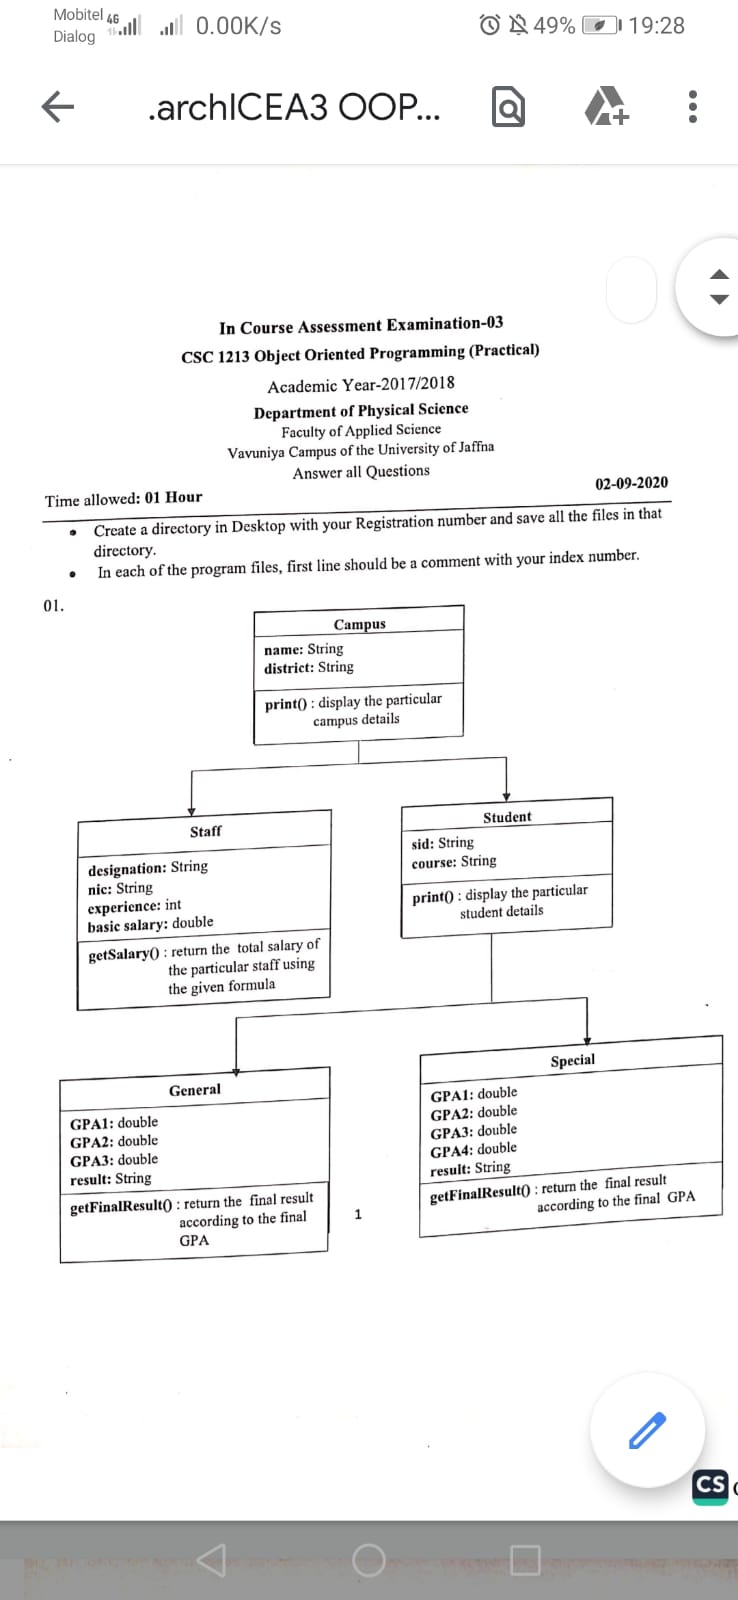 Mobitel 4G 0.00K/s 49% 19:28
Dialog
.archICEA3 OOP...
In Course Assessment Examination-03
CSC 1213 Object Oriented Programming (Practical)
Academic Year-2017/2018
Department of Physical Science
Faculty of Applied Science
Vavuniya Campus of the University of Jaffna
Answer all Questions
Time allowed: 01 Hour
02-09-2020
• Create a directory in Desktop with your Registration number and save all the files in that
directory.
• In each of the program files, first line should be a comment with your index number.
01.
Campus
name: String
district: String
print() : display the particular
campus details
Staff
designation: String
nic: String
experience: int
basic salary: double
getSalary() : return the total salary of
the particular staff using
the given formula
Student
sid: String
course: String
print() : display the particular
student details
General
GPA1: double
GPA2: double
GPA3: double
result: String
getFinalResult() : return the final result
according to the final
GPA
Special
GPA1: double
GPA2: double
GPA3: double
GPA4: double
result: String
getFinalResult() : return the final result
according to the final GPA
1
CS